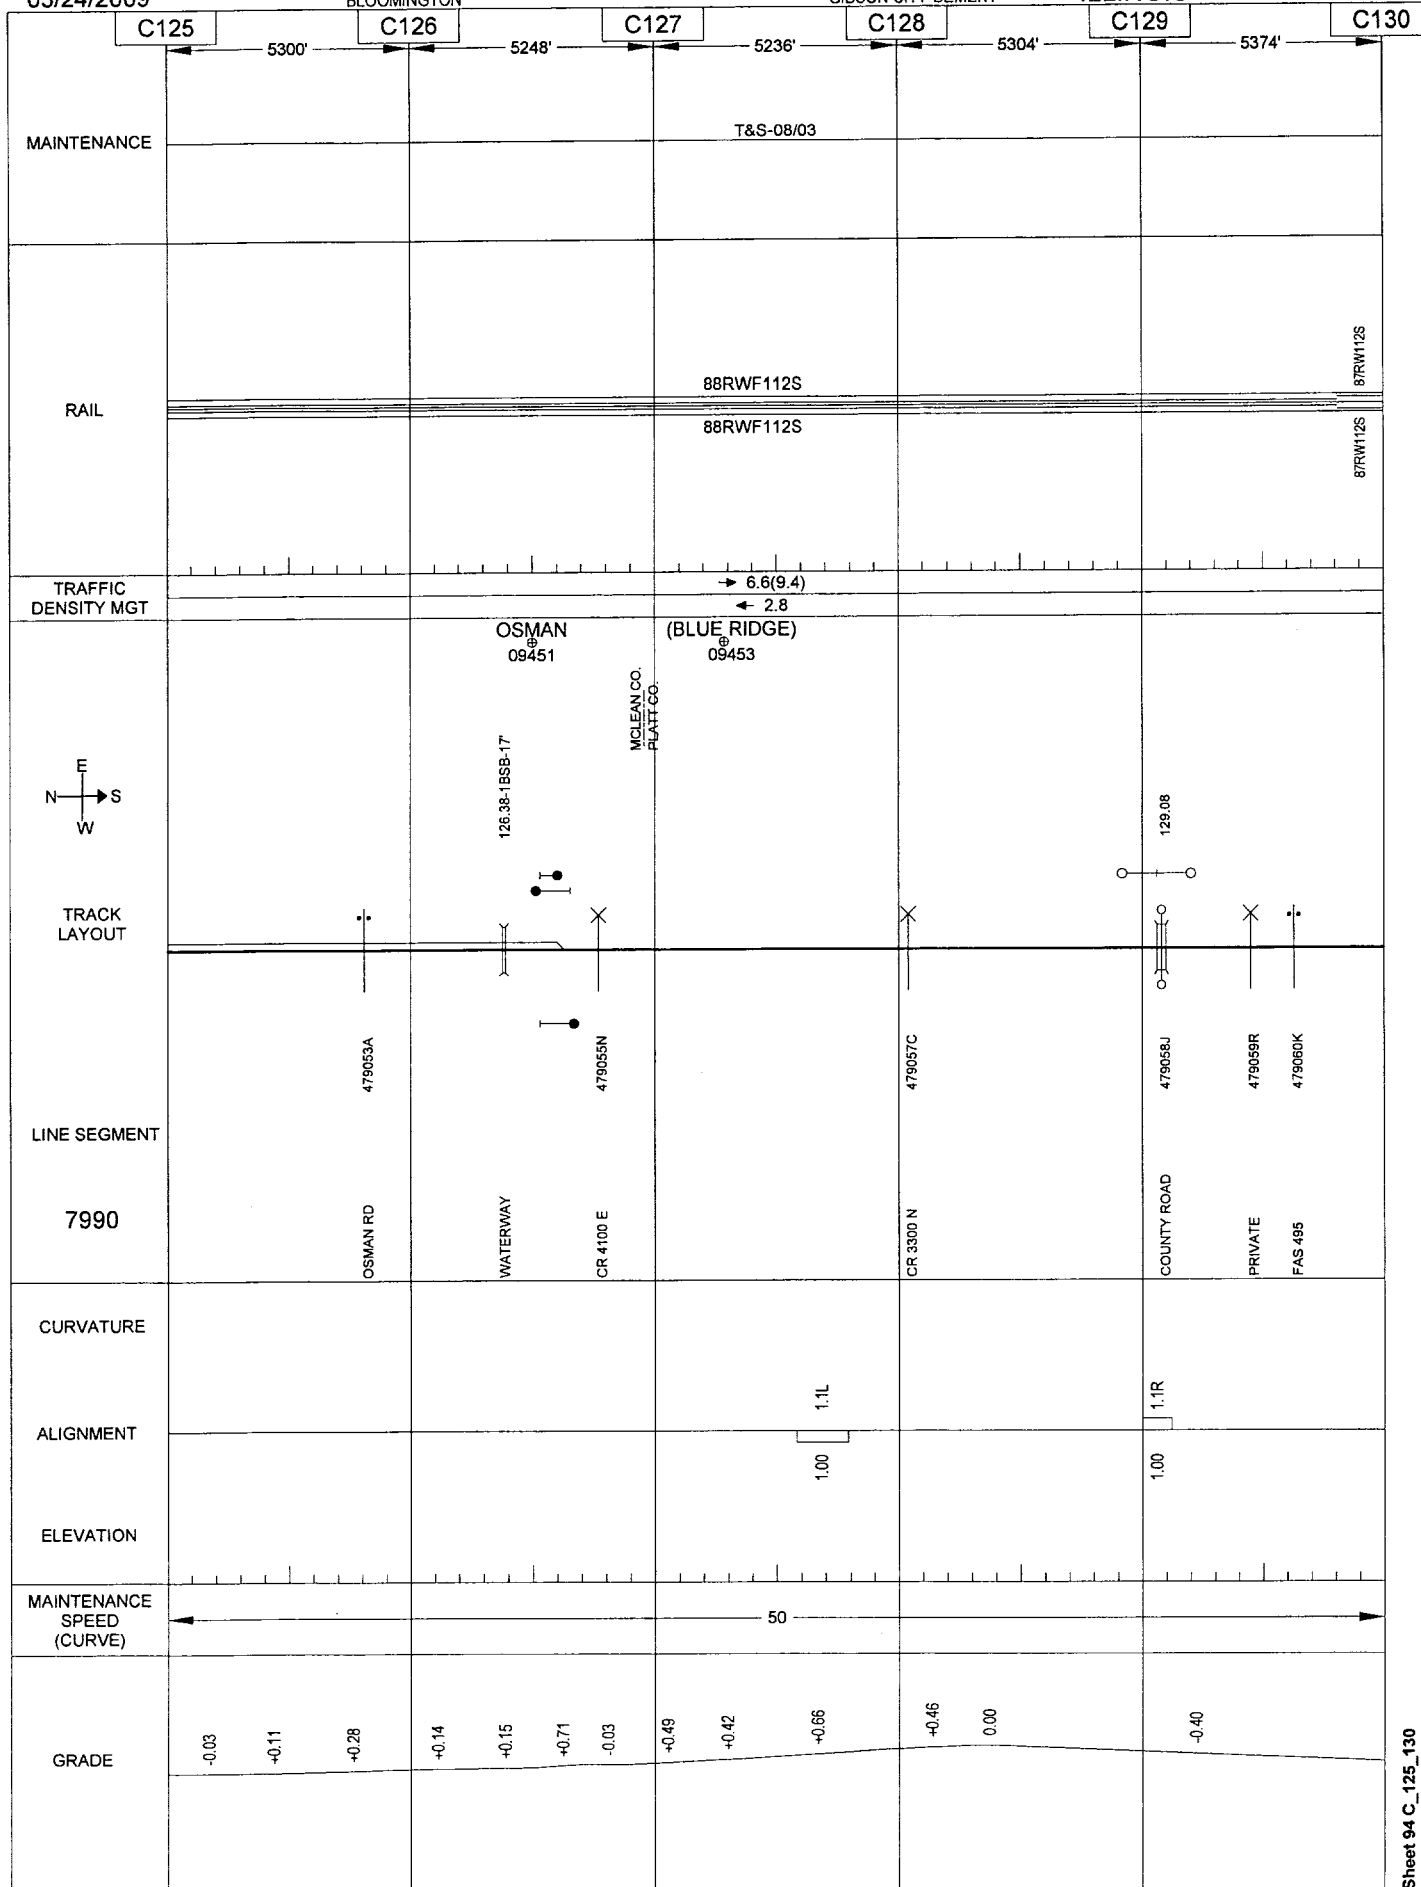 03/24/2009
BLOOMINGTON
C125 C126 C127 C128 C129 C130
5300' 5248' 5236' 5304' 5374'
MAINTENANCE
T&S-08/03
RAIL
88RWF112S
88RWF112S
87RW112S
87RW112S
TRAFFIC
DENSITY MGT
6.6(9.4)
2.8
OSMAN
09451
(BLUE RIDGE)
09453
MCLEAN CO.
PLATT CO.
E
N S
W
126.38-1BSB-17'
129.08
TRACK
LAYOUT
479053A
479055N
479057C
479058J
479059R
479060K
LINE SEGMENT
7990
OSMAN RD
WATERWAY
CR 4100 E
CR 3300 N
COUNTY ROAD
PRIVATE
FAS 495
CURVATURE
1.1L
1.1R
ALIGNMENT
1.00
1.00
ELEVATION
MAINTENANCE
SPEED
(CURVE)
50
GRADE
-0.03
+0.11
+0.28
+0.14
+0.15
+0.71
-0.03
+0.49
+0.42
+0.66
+0.46
0.00
-0.40
Sheet 94 C_125_130